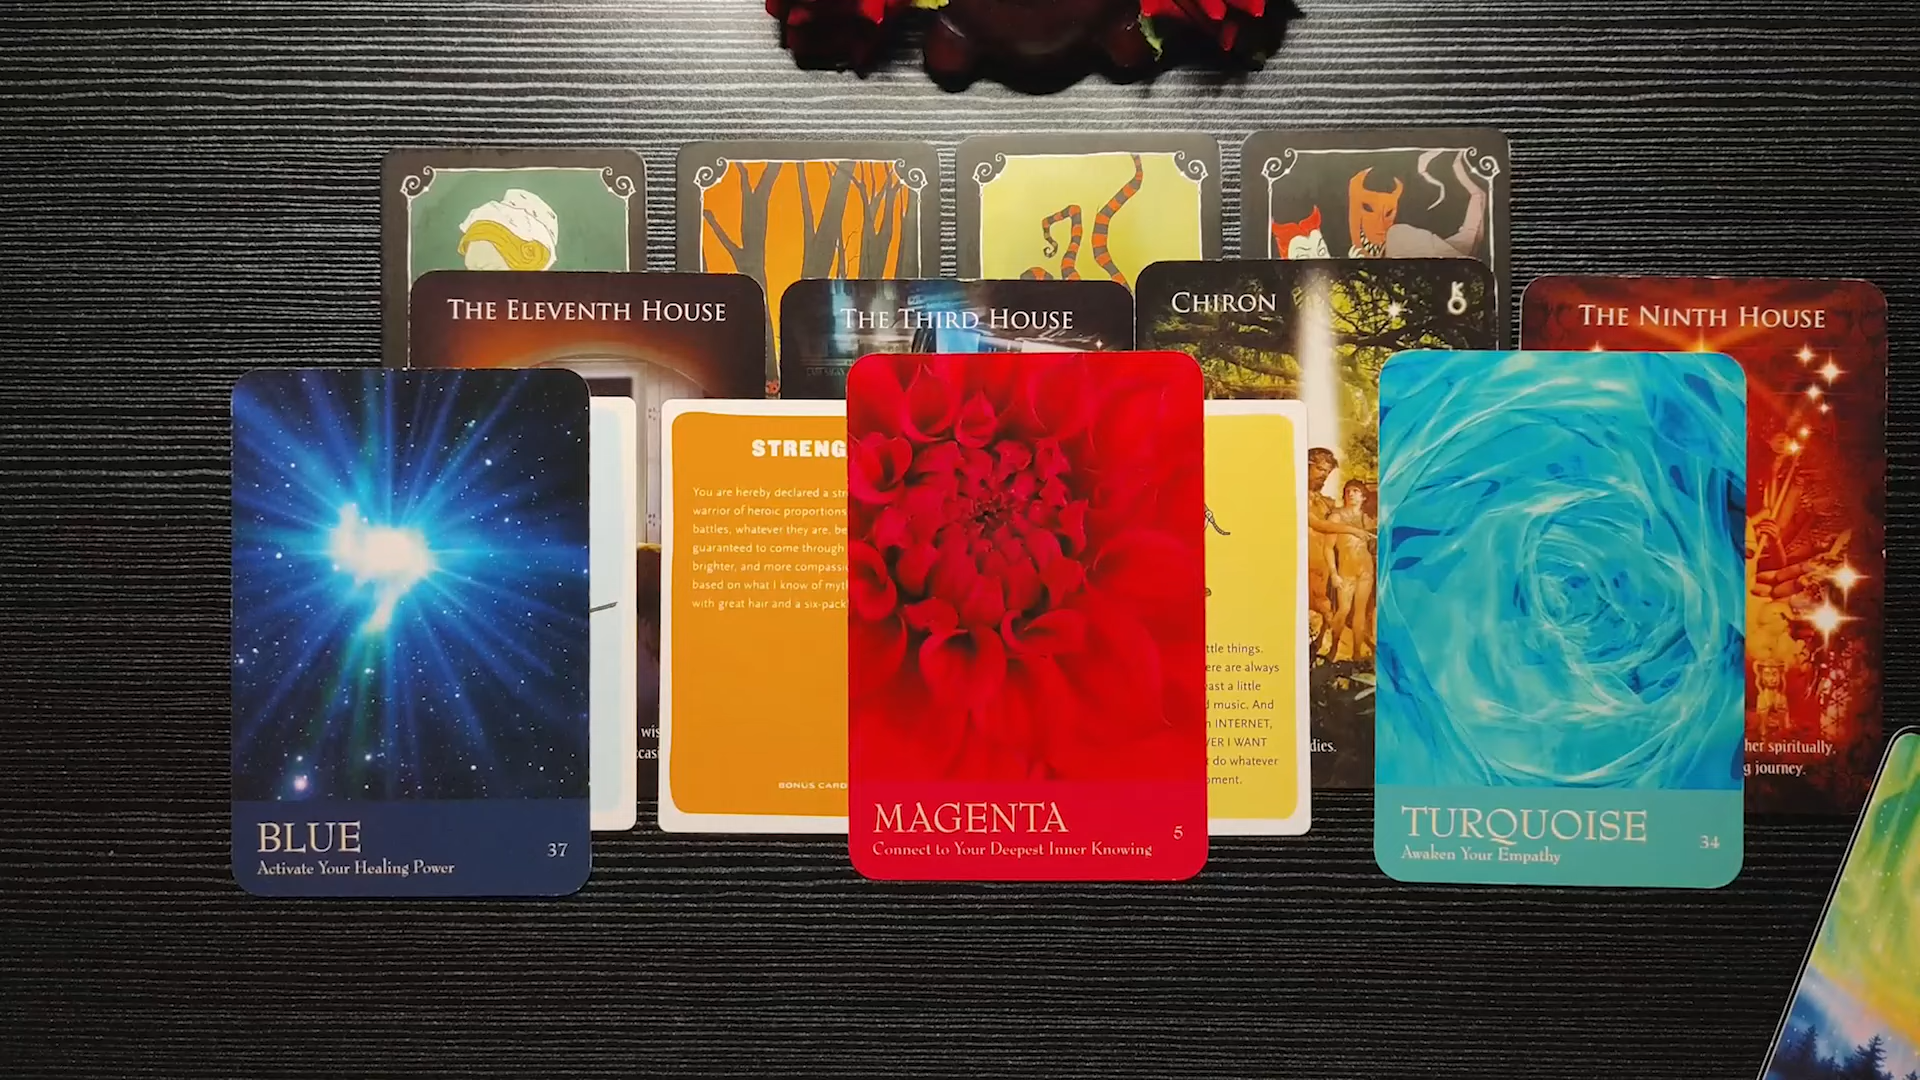 THE ELEVENTH HOUSE
THE THIRD HOUSE
CHIRON
THE NINTH HOUSE
STRENG
You are hereby declared a str
warrior of heroic proportions
battles, whatever they are, be
guaranteed to come through
brighter, and more compassi
based on what I know of myt
with great hair and a six-pack
BONUS CARD
wis
ccasi
ttle things.
ere are always
vast a little
d music. And
INTERNET,
VER I WANT
t do whatever
oment.
dies.
her spiritually,
g journey.
BLUE
37
Activate Your Healing Power
MAGENTA
5
Connect to Your Deepest Inner Knowing
TURQUOISE
34
Awaken Your Empathy